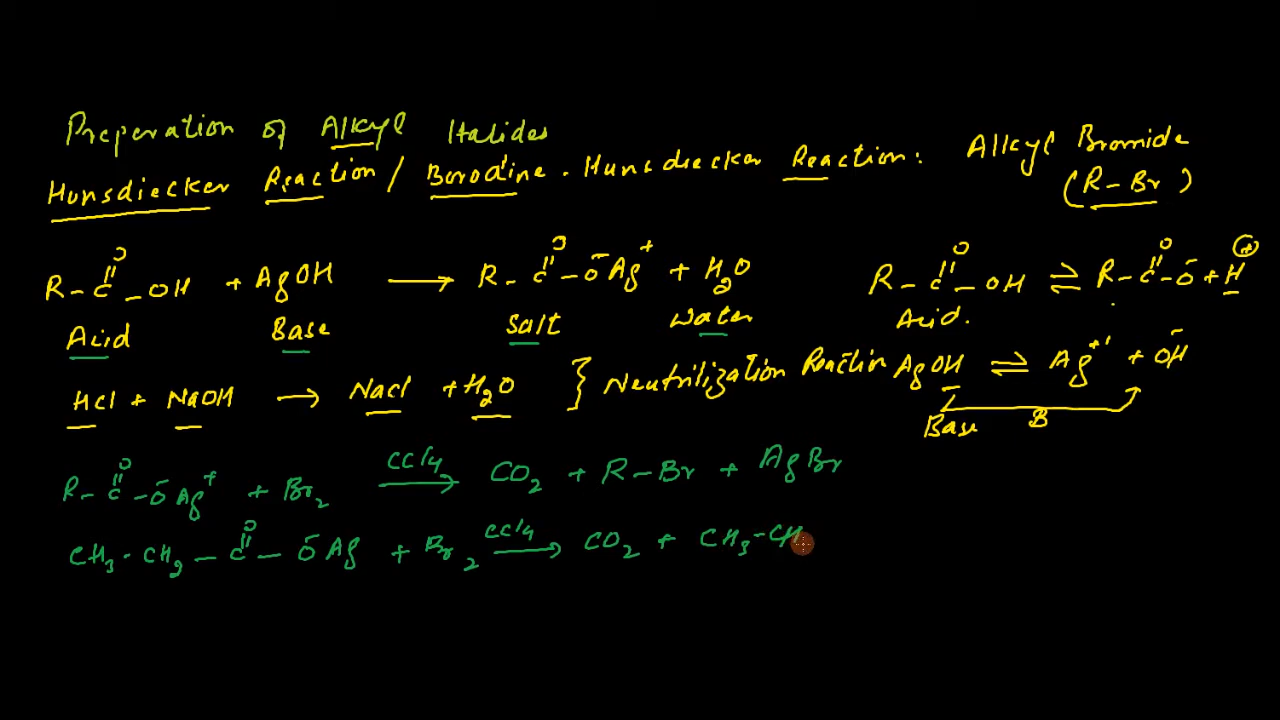 Preperation of Alkyl Halides
Hunsdiecker Reaction / Borodine - Hunsdiecker Reaction : Alkyl Bromide
(R-Br)
R-C(=O)-OH + AgOH → R-C(=O)-O⁻Ag⁺ + H₂O
Acid Base Salt Water
HCl + NaOH → NaCl + H₂O } Neutrilization Reaction
R-C(=O)-OH ⇌ R-C(=O)-O⁻ + H⁺
Acid.
AgOH ⇌ Ag⁺¹ + OH⁻
Base B
R-C(=O)-O⁻Ag⁺ + Br₂ →(CCl4) CO₂ + R-Br + AgBr
CH₃-CH₂-C(=O)-O⁻Ag + Br₂ →(CCl4) CO₂ + CH₃-CH